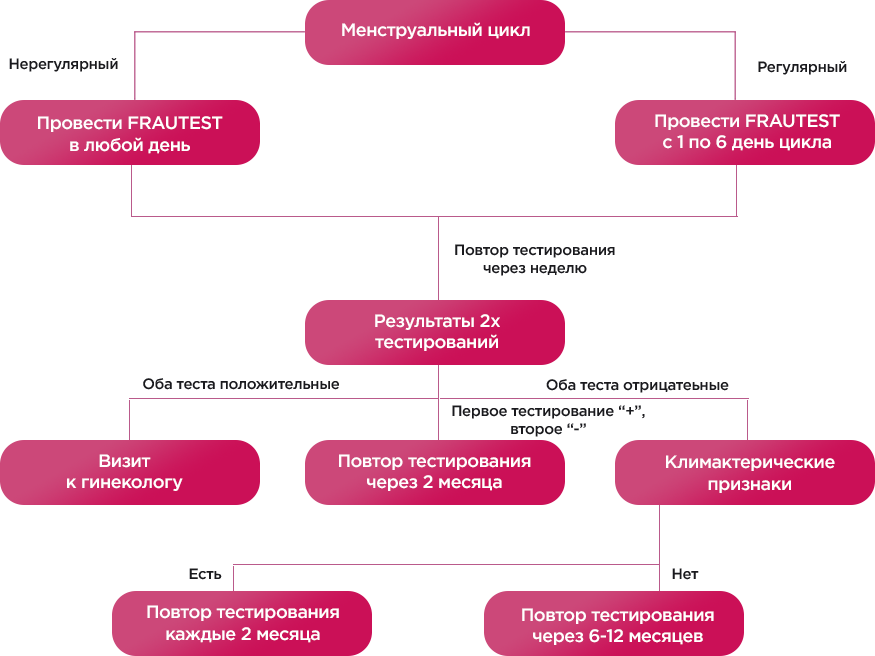 Менструальный цикл
Нерегулярный
Регулярный
Провести FRAUTEST
в любой день
Провести FRAUTEST
с 1 по 6 день цикла
Повтор тестирования
через неделю
Результаты 2х
тестирований
Оба теста положительные
Оба теста отрицатеьные
Первое тестирование “+”,
второе “-”
Визит
к гинекологу
Повтор тестирования
через 2 месяца
Климактерические
признаки
Есть
Нет
Повтор тестирования
каждые 2 месяца
Повтор тестирования
через 6-12 месяцев